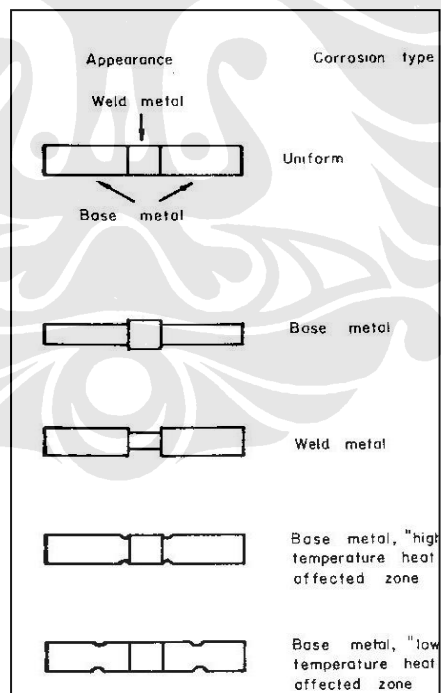 Appearance Corrosion type
Weld metal
Uniform
Base metal
Base metal
Weld metal
Base metal, "high
temperature heat
affected zone
Base metal, "low
temperature heat
affected zone